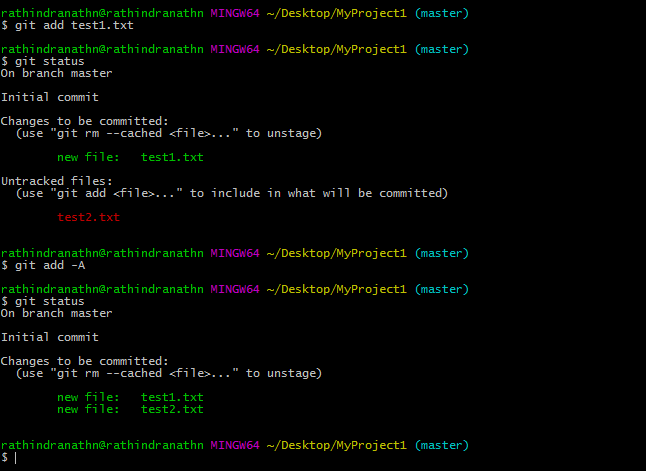 rathindranathn@rathindranathn MINGW64 ~/Desktop/MyProject1 (master)
$ git add test1.txt
rathindranathn@rathindranathn MINGW64 ~/Desktop/MyProject1 (master)
$ git status
On branch master
Initial commit
Changes to be committed:
  (use "git rm --cached <file>..." to unstage)
        new file:   test1.txt
Untracked files:
  (use "git add <file>..." to include in what will be committed)
        test2.txt
rathindranathn@rathindranathn MINGW64 ~/Desktop/MyProject1 (master)
$ git add -A
rathindranathn@rathindranathn MINGW64 ~/Desktop/MyProject1 (master)
$ git status
On branch master
Initial commit
Changes to be committed:
  (use "git rm --cached <file>..." to unstage)
        new file:   test1.txt
        new file:   test2.txt
rathindranathn@rathindranathn MINGW64 ~/Desktop/MyProject1 (master)
$